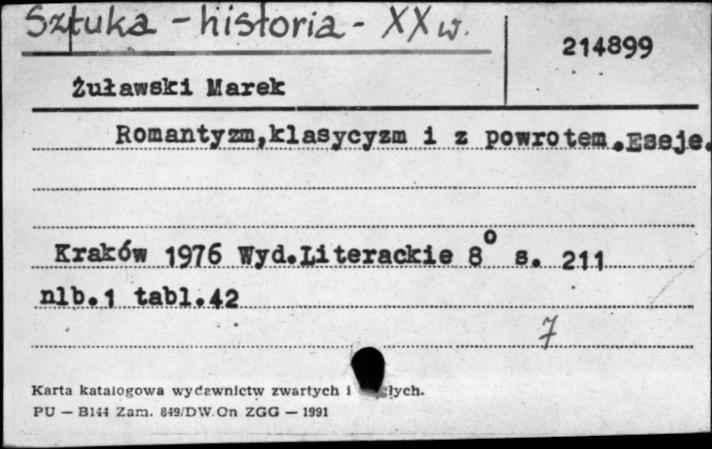 Sztuka - historia - XX w.
214899
Żuławski Marek
Romantyzm,klasycyzm i z powrotem.Eseje.
Kraków 1976 Wyd.Literackie 8° s. 211
nlb.1 tabl.42
7
Karta katalogowa wydawnictw zwartych i
PU — B144 Zam. 849/DW.On ZGG — 1991